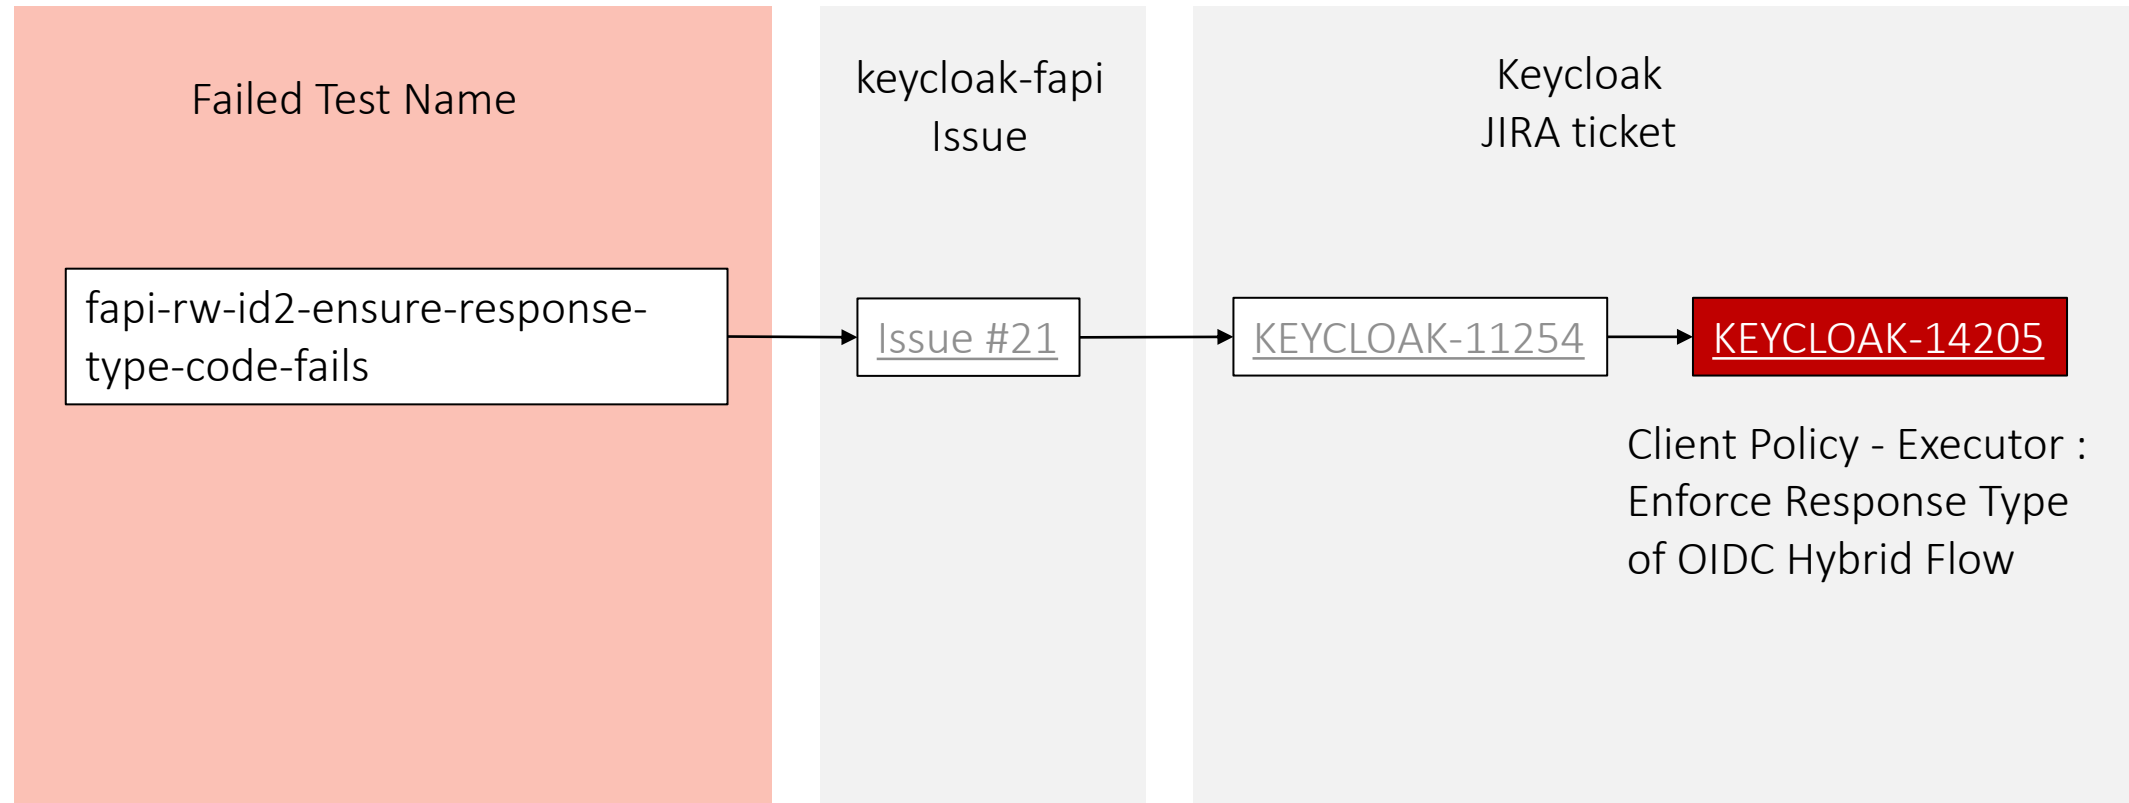 Failed Test Name
keycloak-fapi
Issue
Keycloak
JIRA ticket
fapi-rw-id2-ensure-response-
type-code-fails
Issue #21
KEYCLOAK-11254
KEYCLOAK-14205
Client Policy - Executor :
Enforce Response Type
of OIDC Hybrid Flow